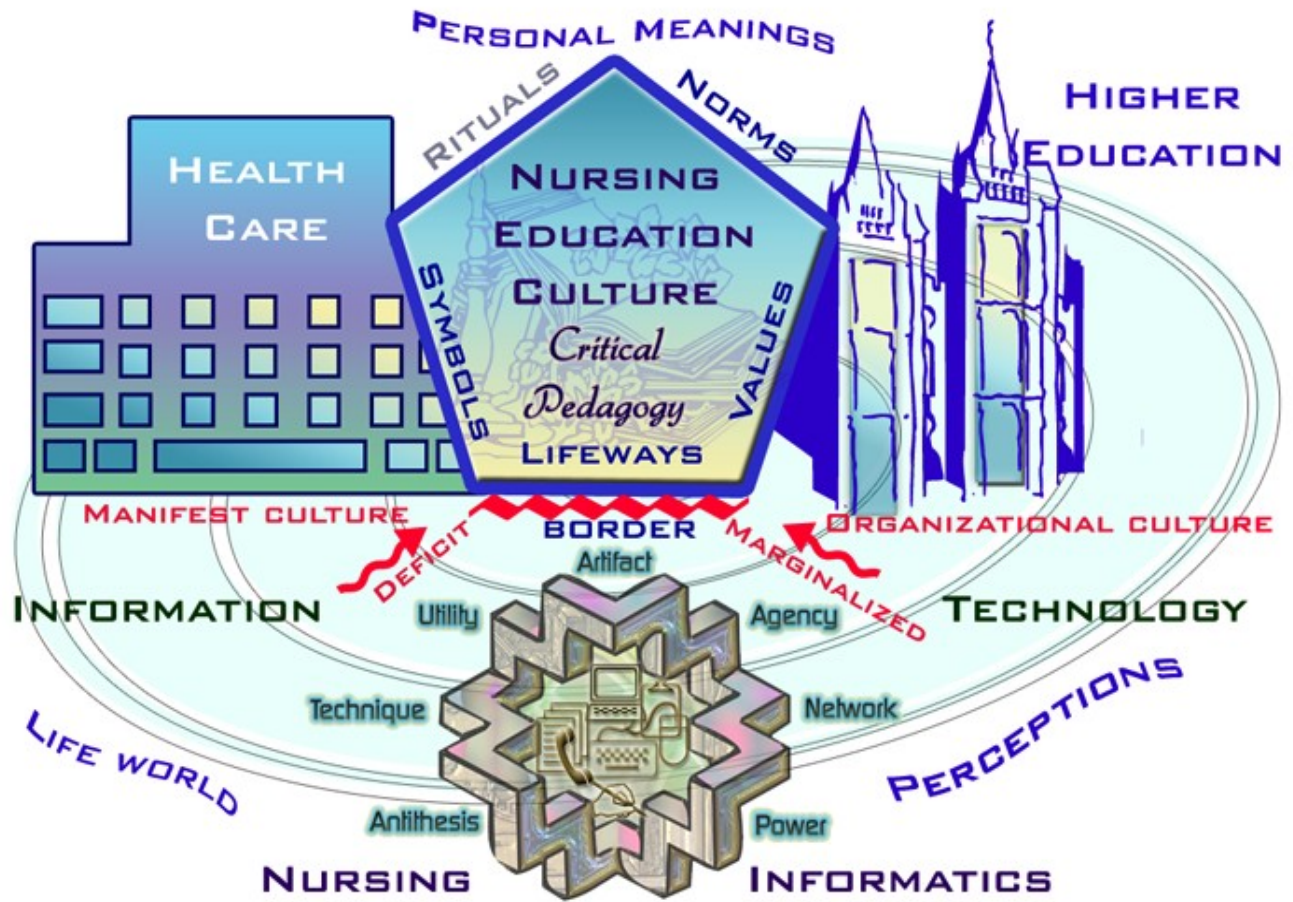 PERSONAL MEANINGS
RITUALS
NORMS
HIGHER
EDUCATION
HEALTH
CARE
NURSING
EDUCATION
CULTURE
Critical
Pedagogy
LIFEWAYS
SYMBOLS
VALUES
MANIFEST CULTURE
ORGANIZATIONAL CULTURE
DEFICIT
BORDER
MARGINALIZED
INFORMATION
TECHNOLOGY
Artifact
Utility
Agency
Technique
Network
Antithesis
Power
LIFE WORLD
PERCEPTIONS
NURSING
INFORMATICS